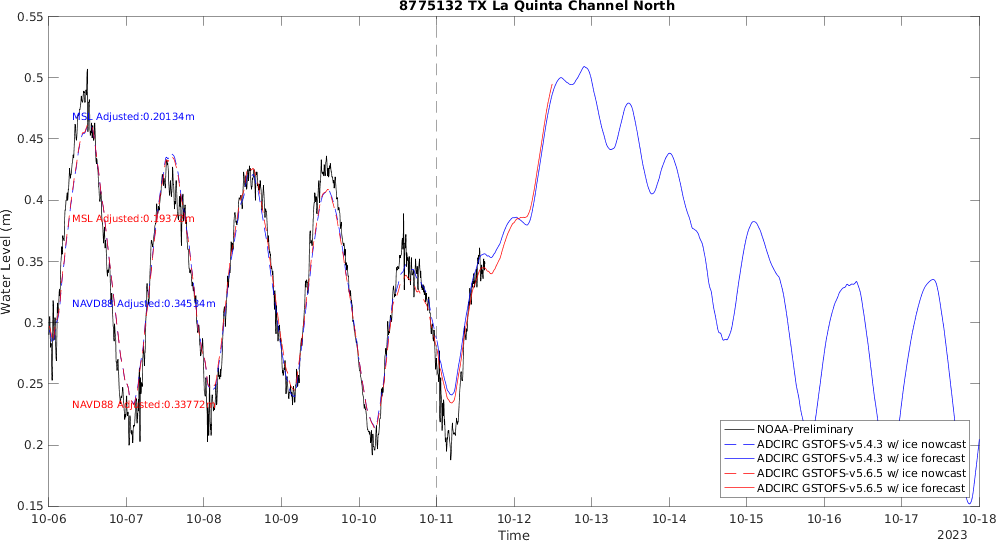 8775132 TX La Quinta Channel North
Water Level (m)
0.55
0.5
0.45
0.4
0.35
0.3
0.25
0.2
0.15
MSL Adjusted:0.20134m
NAVD88 Adjusted:0.34534m
NAVD88 Adjusted:0.33772m
NOAA-Preliminary
ADCIRC GSTOFS-v5.4.3 w/ ice nowcast
ADCIRC GSTOFS-v5.4.3 w/ ice forecast
ADCIRC GSTOFS-v5.6.5 w/ ice nowcast
ADCIRC GSTOFS-v5.6.5 w/ ice forecast
10-06 10-07 10-08 10-09 10-10 10-11 10-12 10-13 10-14 10-15 10-16 10-17 10-18
Time
2023